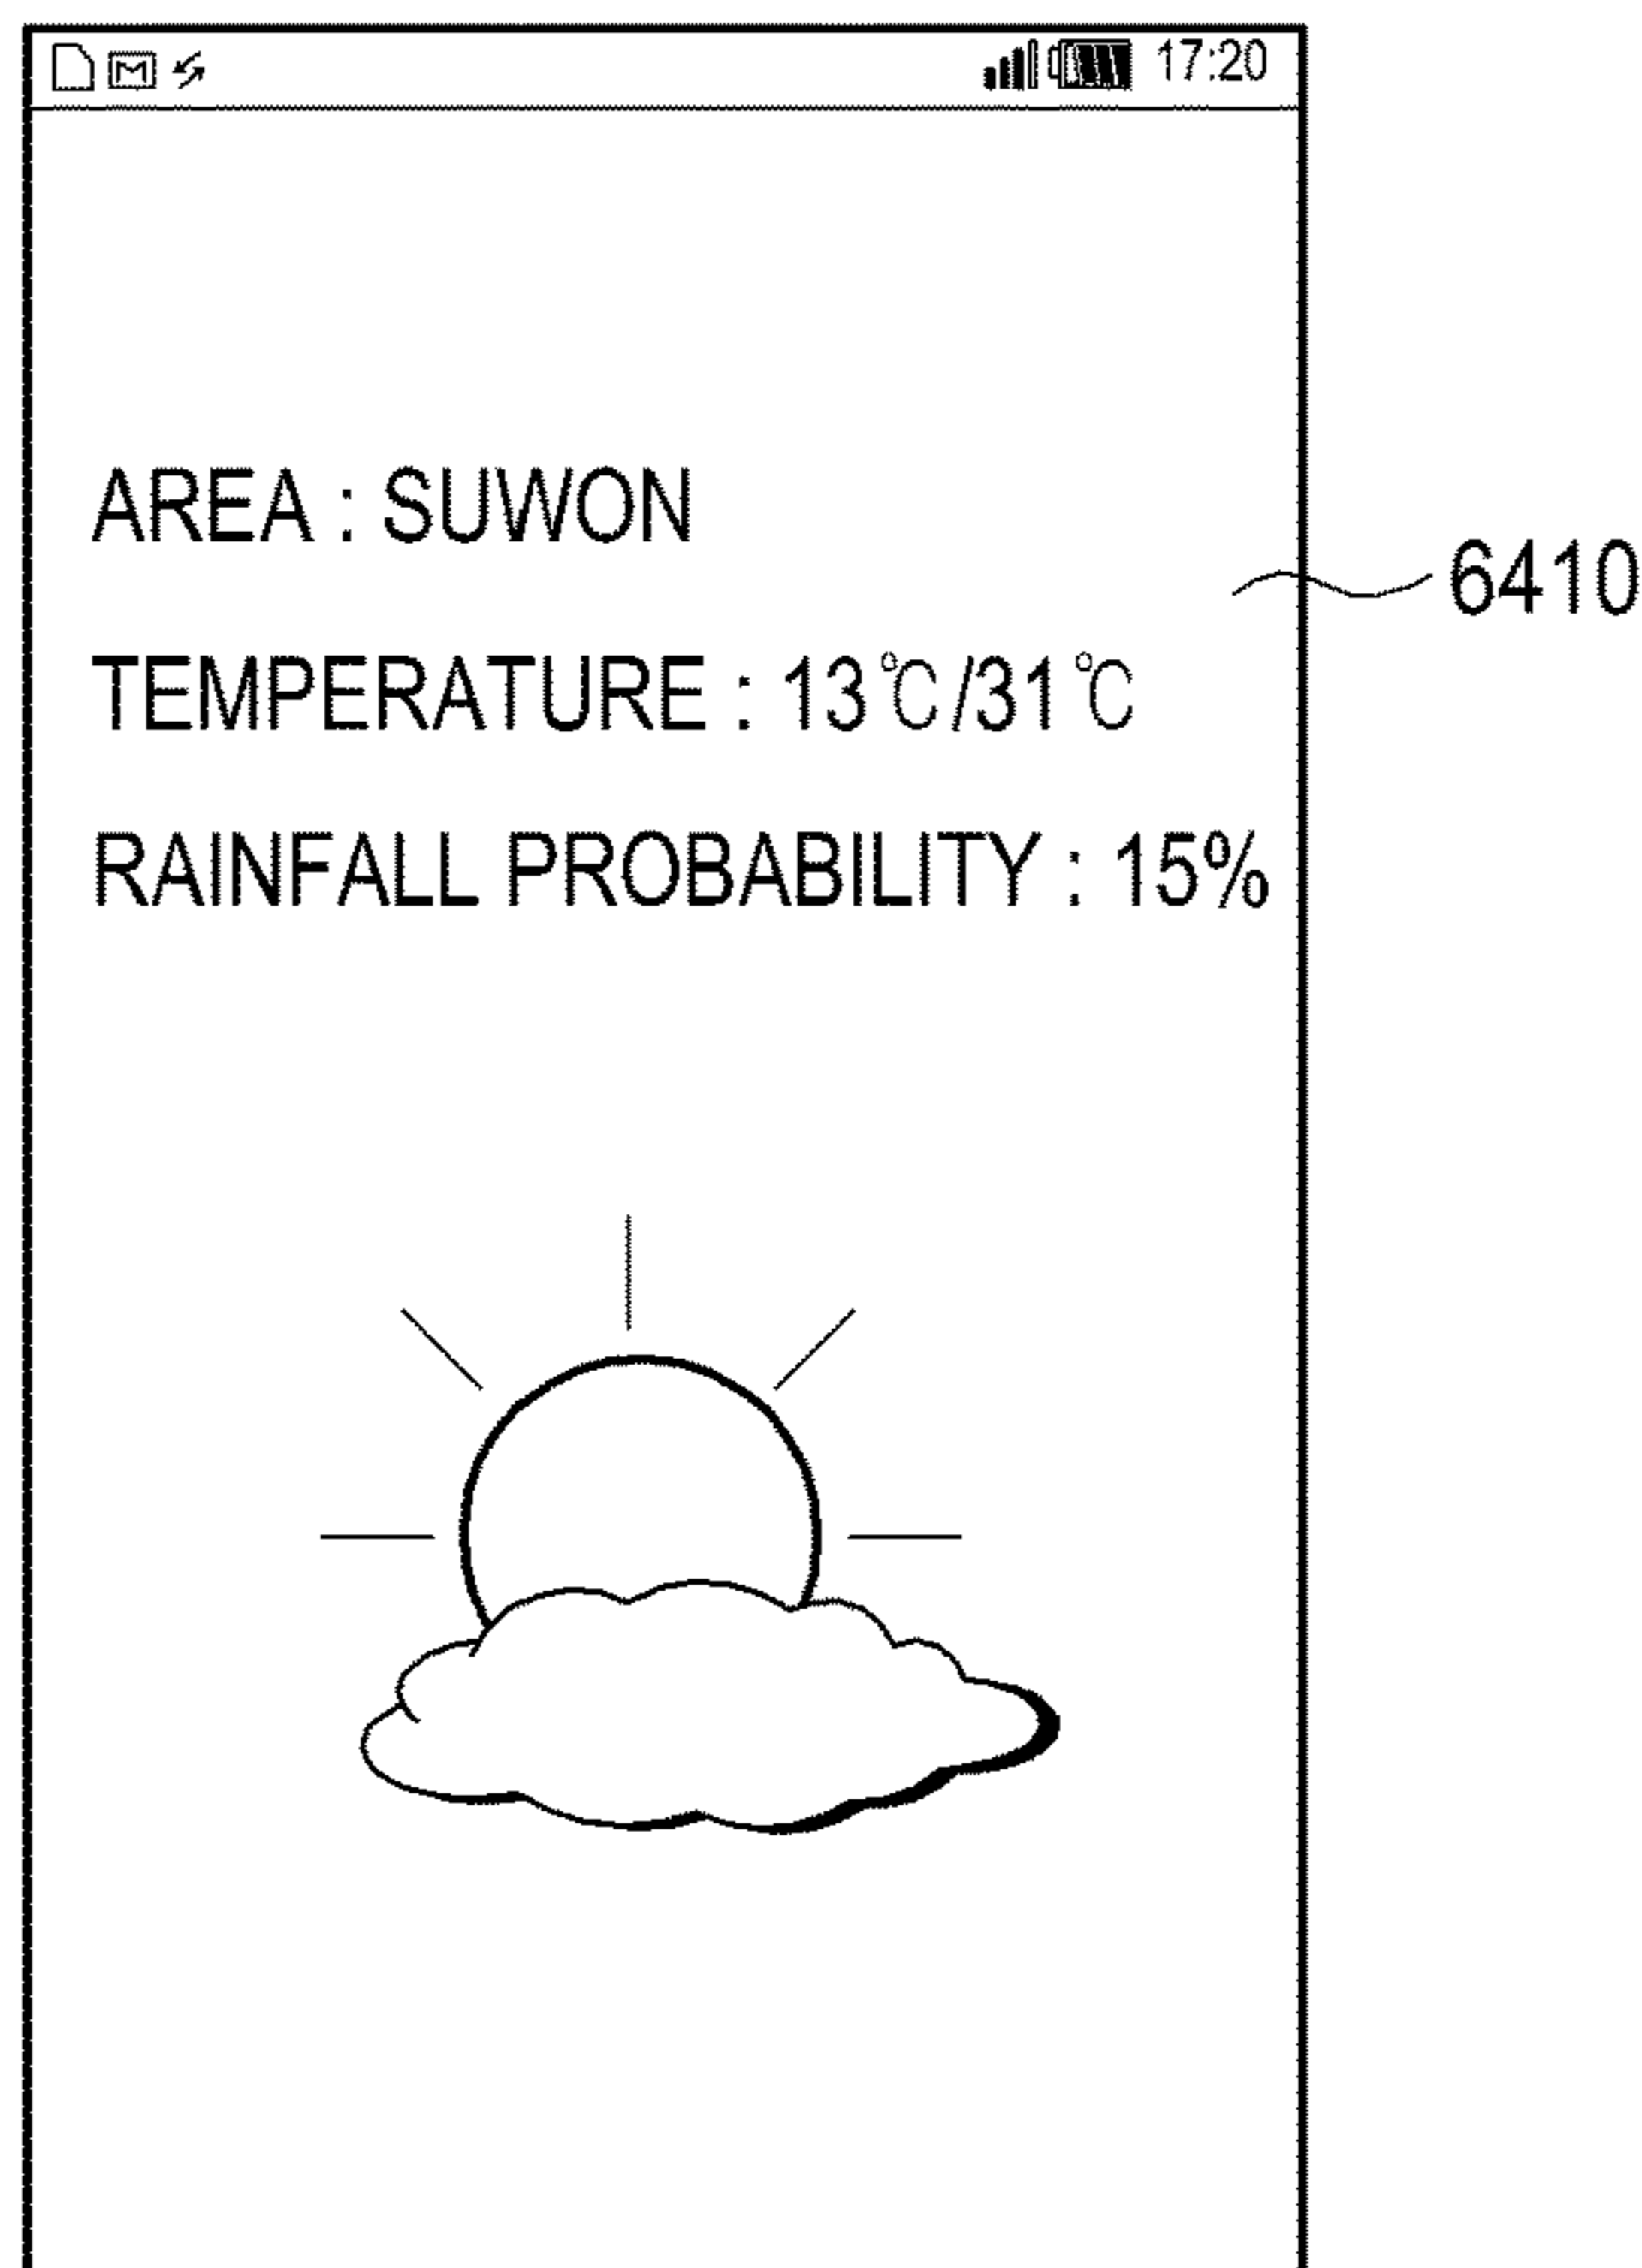 17:20
AREA : SUWON
6410
TEMPERATURE : 13℃/31℃
RAINFALL PROBABILITY : 15%